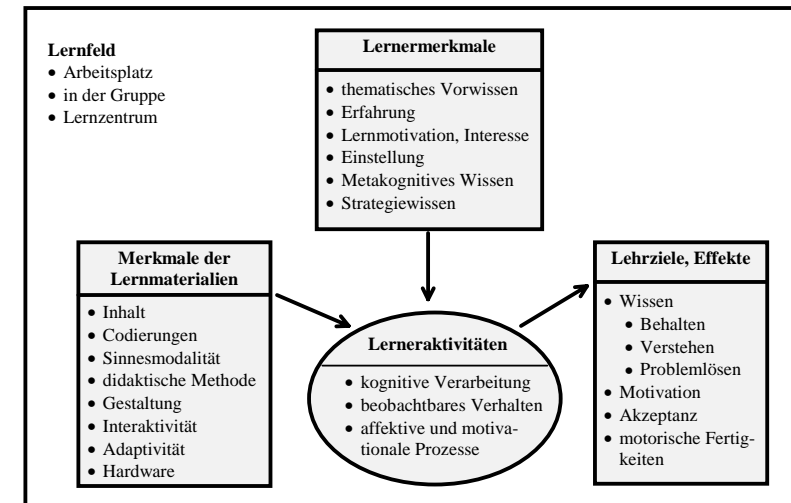 Lernfeld
• Arbeitsplatz
• in der Gruppe
• Lernzentrum
Lernermerkmale
• thematisches Vorwissen
• Erfahrung
• Lernmotivation, Interesse
• Einstellung
• Metakognitives Wissen
• Strategiewissen
Merkmale der
Lernmaterialien
• Inhalt
• Codierungen
• Sinnesmodalität
• didaktische Methode
• Gestaltung
• Interaktivität
• Adaptivität
• Hardware
Lerneraktivitäten
• kognitive Verarbeitung
• beobachtbares Verhalten
• affektive und motiva-
tionale Prozesse
Lehrziele, Effekte
• Wissen
• Behalten
• Verstehen
• Problemlösen
• Motivation
• Akzeptanz
• motorische Fertig-
keiten